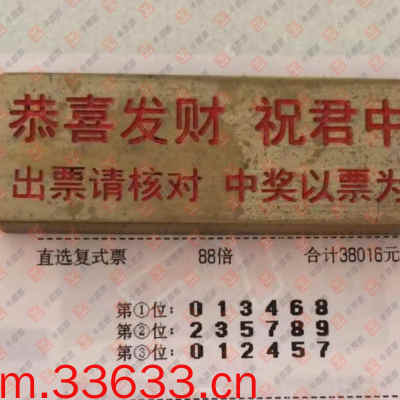 恭喜发财 祝君中
出票请核对 中奖以票为
直选复式票 88倍 合计38016元
第①位: 0 1 3 4 6 8
第②位: 2 3 5 7 8 9
第③位: 0 1 2 4 5 7
m.33633.cn